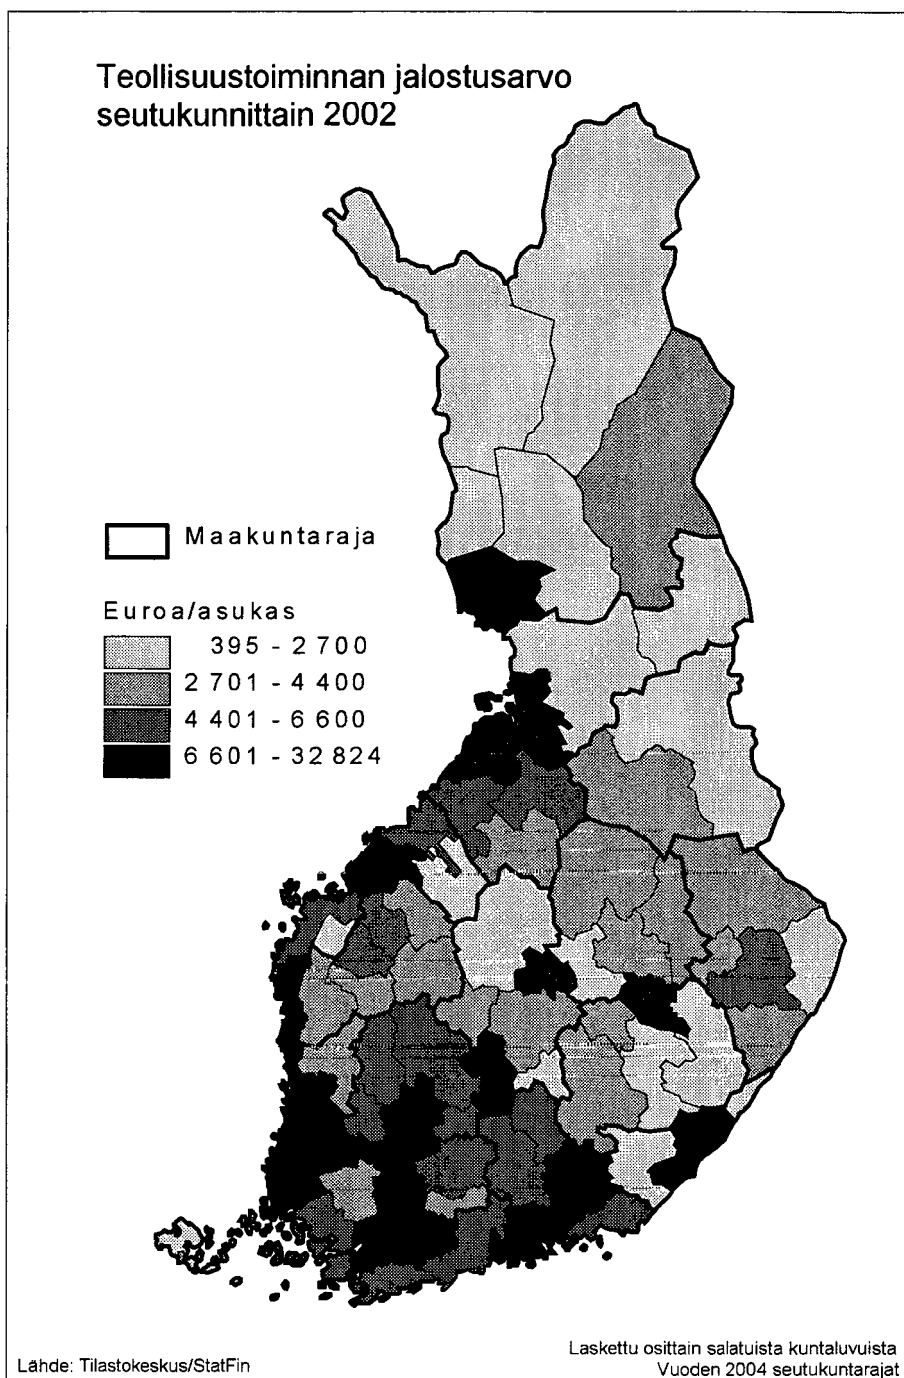 Teollisuustoiminnan jalostusarvo
seutukunnittain 2002
Maakuntaraja
Euroa/asukas
395 - 2 700
2 701 - 4 400
4 401 - 6 600
6 601 - 32 824
Lähde: Tilastokeskus/StatFin
Laskettu osittain salatuista kuntaluvuista
Vuoden 2004 seutukuntarajat